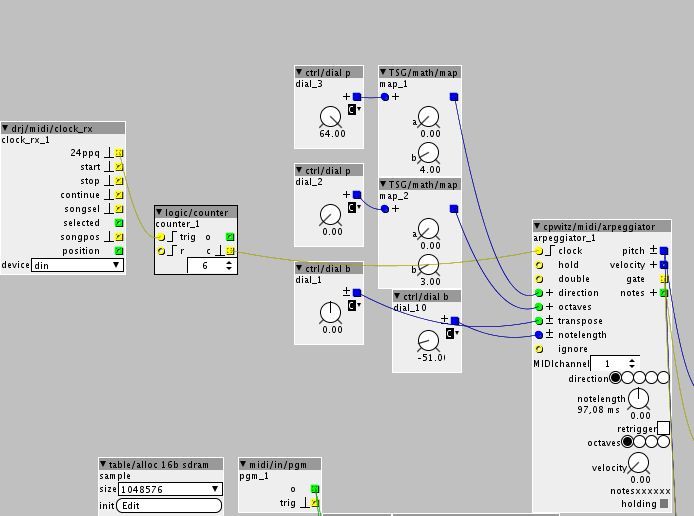 ctrl/dial p
dial_3
+
C
64.00
TSG/math/map
map_1
+
a
0.00
b
4.00
drj/midi/clock_rx
clock_rx_1
24ppq
start
stop
continue
songsel
selected
songpos
position
device din
ctrl/dial p
dial_2
+
C
0.00
TSG/math/map
map_2
+
a
0.00
b
3.00
logic/counter
counter_1
trig o
r c
6
ctrl/dial b
dial_1
±
C
0.00
ctrl/dial b
dial_10
±
C
-51.0
cpwitz/midi/arpeggiator
arpeggiator_1
clock pitch ±
hold velocity +
double gate
+ direction notes +
+ octaves
± transpose
± notelength
ignore
MIDIchannel 1
direction
notelength
97,08 ms 0.00
retrigger
octaves
velocity
0.00
notesxxxxxx
holding
table/alloc 16b sdram
sample
size 1048576
init Edit
midi/in/pgm
pgm_1
o
trig